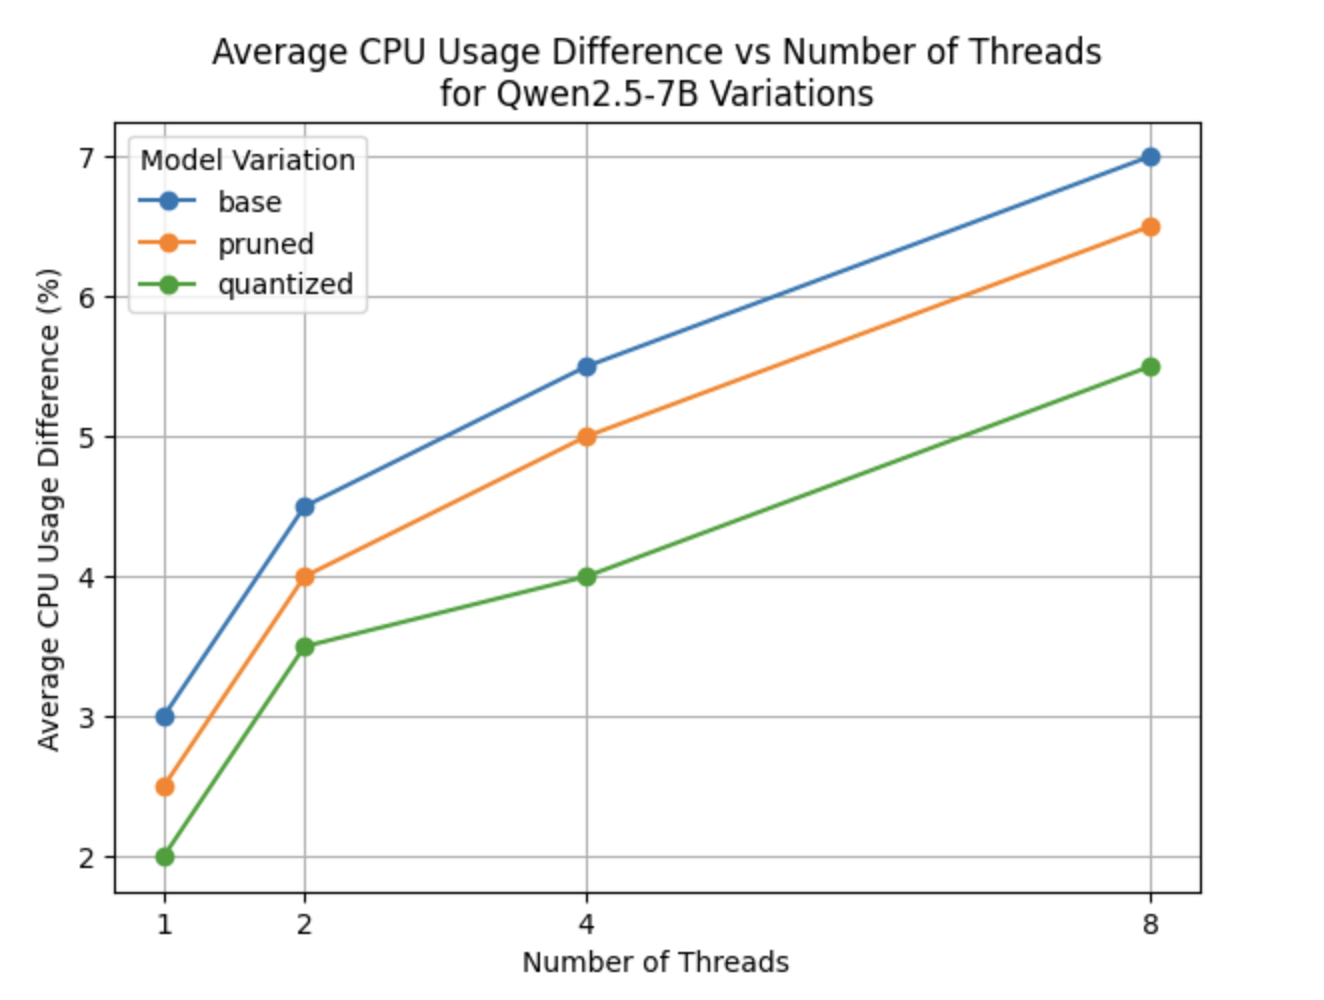 Average CPU Usage Difference vs Number of Threads
for Qwen2.5-7B Variations
Model Variation
base
pruned
quantized
Average CPU Usage Difference (%)
7
6
5
4
3
2
1 2 4 8
Number of Threads